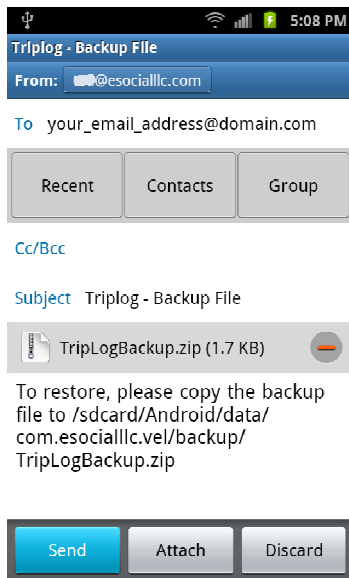 5:08 PM
Triplog - Backup File
From: @esocialllc.com
To your_email_address@domain.com
Recent Contacts Group
Cc/Bcc
Subject Triplog - Backup File
TripLogBackup.zip (1.7 KB)
To restore, please copy the backup
file to /sdcard/Android/data/
com.esocialllc.vel/backup/
TripLogBackup.zip
Send Attach Discard